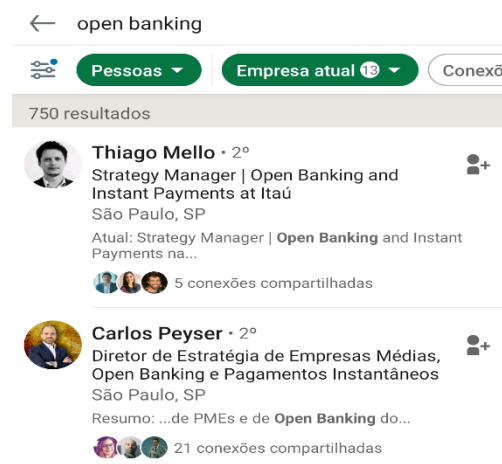 open banking
Pessoas
Empresa atual 13
Conexõ
750 resultados
Thiago Mello • 2º
Strategy Manager | Open Banking and
Instant Payments at Itaú
São Paulo, SP
Atual: Strategy Manager | Open Banking and Instant
Payments na...
5 conexões compartilhadas
Carlos Peyser • 2º
Diretor de Estratégia de Empresas Médias,
Open Banking e Pagamentos Instantâneos
São Paulo, SP
Resumo: ...de PMEs e de Open Banking do...
21 conexões compartilhadas